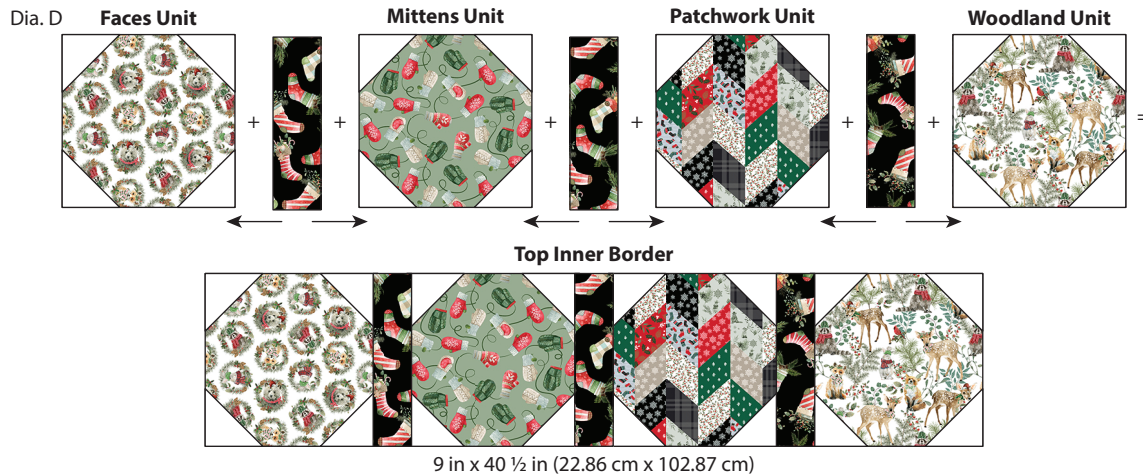 Dia. D
Faces Unit
Mittens Unit
Patchwork Unit
Woodland Unit
+ + + + + + =
Top Inner Border
9 in x 40 ½ in (22.86 cm x 102.87 cm)